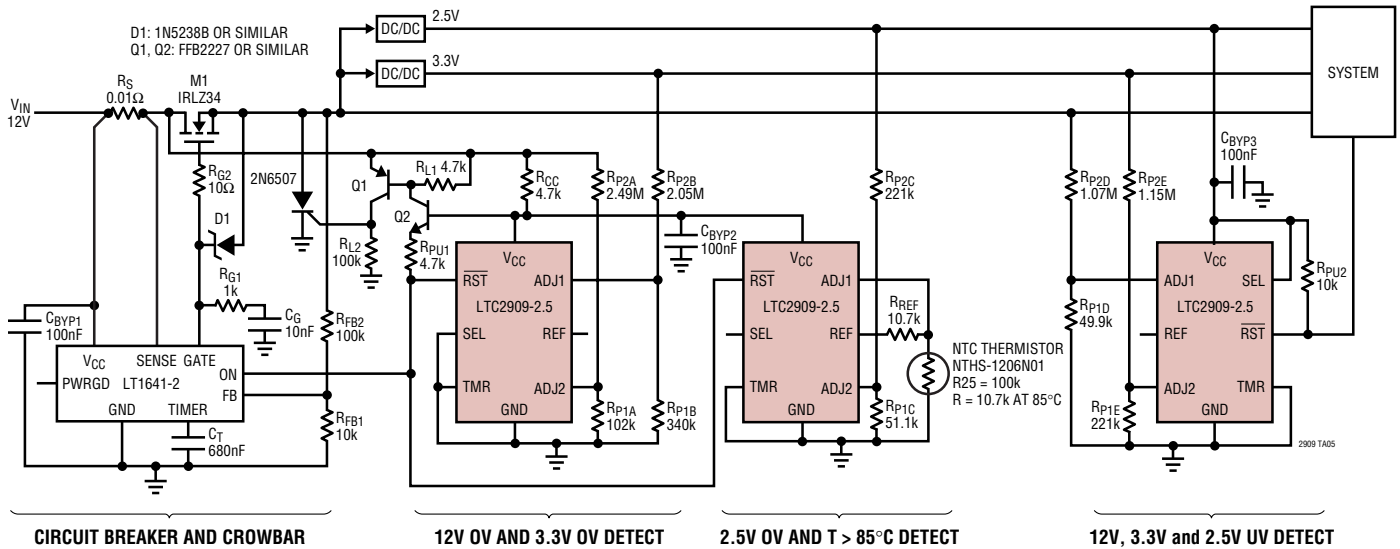 D1: 1N5238B OR SIMILAR
Q1, Q2: FFB2227 OR SIMILAR
DC/DC
2.5V
DC/DC
3.3V
SYSTEM
VIN
12V
RS
0.01Ω
M1
IRLZ34
RG2
10Ω
2N6507
D1
RG1
1k
CG
10nF
CBYP1
100nF
RFB2
100k
RFB1
10k
VCC
SENSE
GATE
PWRGD
LT1641-2
ON
FB
GND
TIMER
CT
680nF
Q1
RL1 4.7k
Q2
RL2
100k
RPU1
4.7k
RCC
4.7k
RP2A
2.49M
RP2B
2.05M
CBYP2
100nF
VCC
RST
ADJ1
LTC2909-2.5
SEL
REF
TMR
ADJ2
GND
RP1A
102k
RP1B
340k
RP2C
221k
VCC
RST
ADJ1
LTC2909-2.5
SEL
REF
TMR
ADJ2
GND
RREF
10.7k
NTC THERMISTOR
NTHS-1206N01
R25 = 100k
R = 10.7k AT 85°C
RP1C
51.1k
CBYP3
100nF
RP2D
1.07M
RP2E
1.15M
VCC
ADJ1
SEL
LTC2909-2.5
REF
RST
ADJ2
TMR
GND
RPU2
10k
RP1D
49.9k
RP1E
221k
2909 TA05
CIRCUIT BREAKER AND CROWBAR
12V OV AND 3.3V OV DETECT
2.5V OV AND T > 85°C DETECT
12V, 3.3V and 2.5V UV DETECT